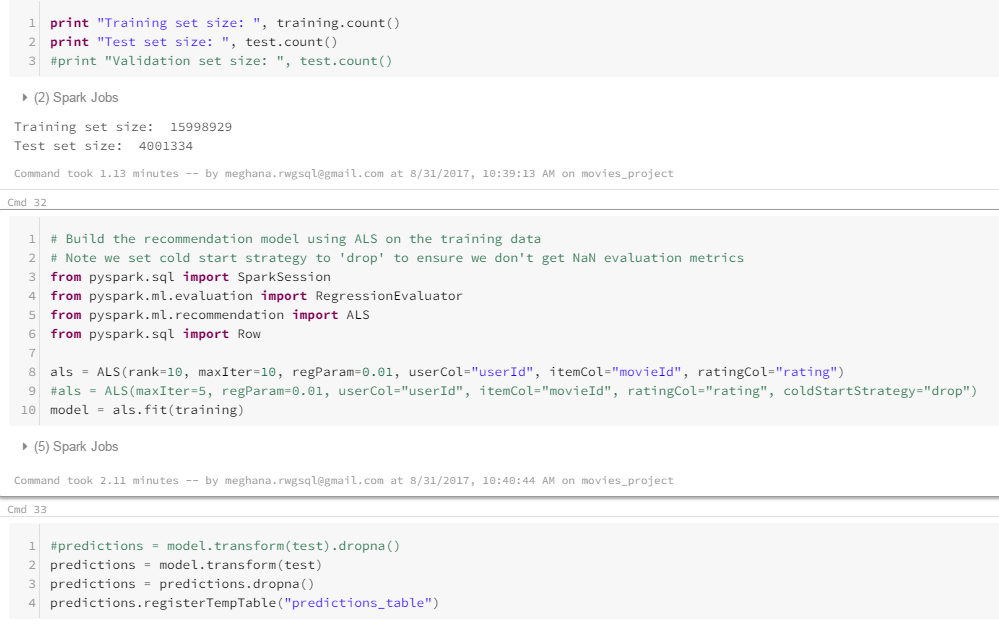 1 print "Training set size: ", training.count()
2 print "Test set size: ", test.count()
3 #print "Validation set size: ", test.count()
(2) Spark Jobs
Training set size:  15998929
Test set size:  4001334
Command took 1.13 minutes -- by meghana.rwgsql@gmail.com at 8/31/2017, 10:39:13 AM on movies_project
Cmd 32
1 # Build the recommendation model using ALS on the training data
2 # Note we set cold start strategy to 'drop' to ensure we don't get NaN evaluation metrics
3 from pyspark.sql import SparkSession
4 from pyspark.ml.evaluation import RegressionEvaluator
5 from pyspark.ml.recommendation import ALS
6 from pyspark.sql import Row
7
8 als = ALS(rank=10, maxIter=10, regParam=0.01, userCol="userId", itemCol="movieId", ratingCol="rating")
9 #als = ALS(maxIter=5, regParam=0.01, userCol="userId", itemCol="movieId", ratingCol="rating", coldStartStrategy="drop")
10 model = als.fit(training)
(5) Spark Jobs
Command took 2.11 minutes -- by meghana.rwgsql@gmail.com at 8/31/2017, 10:40:44 AM on movies_project
Cmd 33
1 #predictions = model.transform(test).dropna()
2 predictions = model.transform(test)
3 predictions = predictions.dropna()
4 predictions.registerTempTable("predictions_table")